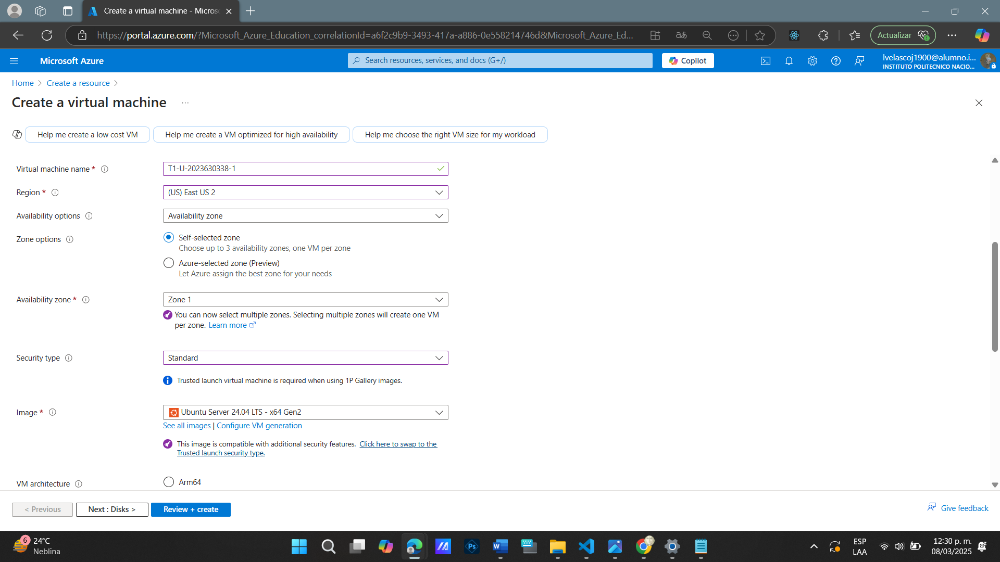 Create a virtual machine - Micros
https://portal.azure.com/?Microsoft_Azure_Education_correlationId=a6f2c9b9-3493-417a-a886-0e558214746d&Microsoft_Azure_Ed...
aあ
Actualizar
Microsoft Azure
Search resources, services, and docs (G+/)
Copilot
lvelascoj1900@alumno.i...
INSTITUTO POLITECNICO NACIO...
Home > Create a resource >
Create a virtual machine ...
Help me create a low cost VM
Help me create a VM optimized for high availability
Help me choose the right VM size for my workload
Virtual machine name *
T1-U-2023630338-1
Region *
(US) East US 2
Availability options
Availability zone
Zone options
Self-selected zone
Choose up to 3 availability zones, one VM per zone
Azure-selected zone (Preview)
Let Azure assign the best zone for your needs
Availability zone *
Zone 1
You can now select multiple zones. Selecting multiple zones will create one VM
per zone. Learn more
Security type
Standard
Trusted launch virtual machine is required when using 1P Gallery images.
Image *
Ubuntu Server 24.04 LTS - x64 Gen2
See all images | Configure VM generation
This image is compatible with additional security features. Click here to swap to the
Trusted launch security type.
VM architecture
Arm64
< Previous
Next : Disks >
Review + create
Give feedback
6
24°C
Neblina
Ps
W
ESP
LAA
12:30 p. m.
08/03/2025